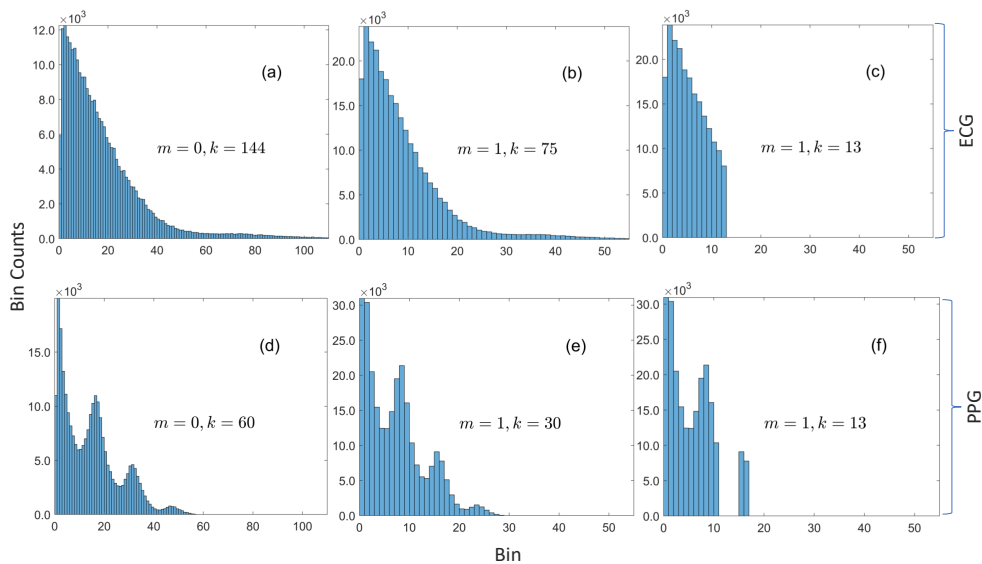 ×10³
12.0
10.0
8.0
6.0
4.0
2.0
0.0
0 20 40 60 80 100
(a)
m = 0, k = 144
×10³
20.0
15.0
10.0
5.0
0.0
0 10 20 30 40 50
(b)
m = 1, k = 75
×10³
20.0
15.0
10.0
5.0
0.0
0 10 20 30 40 50
(c)
m = 1, k = 13
ECG
Bin Counts
×10³
15.0
10.0
5.0
0.0
0 20 40 60 80 100
(d)
m = 0, k = 60
×10³
30.0
25.0
20.0
15.0
10.0
5.0
0.0
0 10 20 30 40 50
(e)
m = 1, k = 30
×10³
30.0
25.0
20.0
15.0
10.0
5.0
0.0
0 10 20 30 40 50
(f)
m = 1, k = 13
PPG
Bin